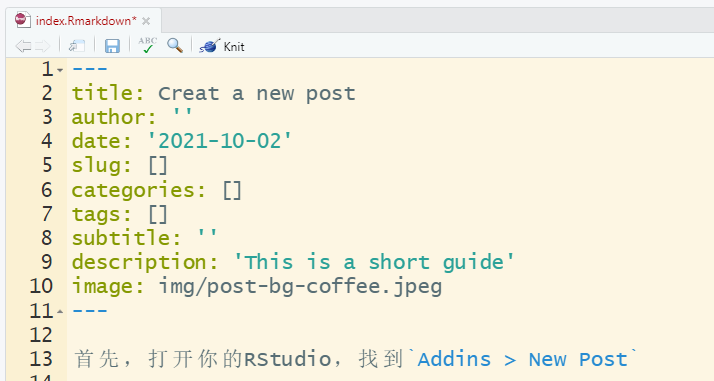 index.Rmarkdown*
ABC
Knit
1 ---
2 title: Creat a new post
3 author: ''
4 date: '2021-10-02'
5 slug: []
6 categories: []
7 tags: []
8 subtitle: ''
9 description: 'This is a short guide'
10 image: img/post-bg-coffee.jpeg
11 ---
12
13 首先，打开你的RStudio，找到`Addins > New Post`